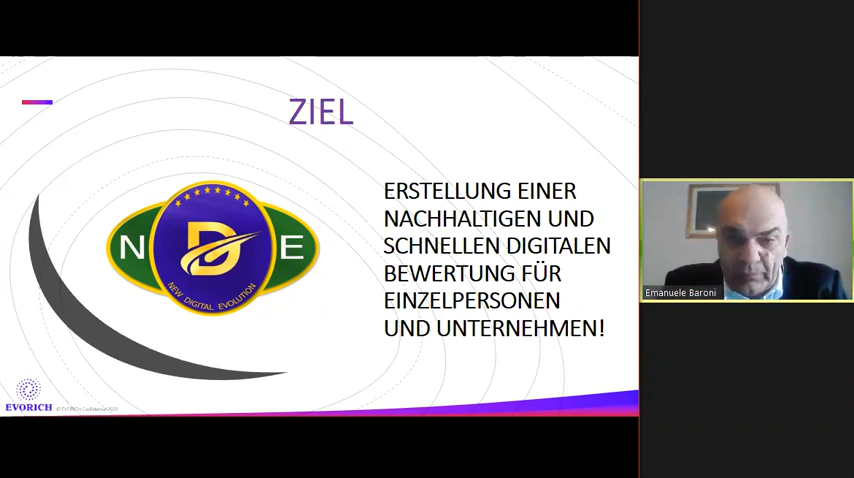 ZIEL
N D E
NEW DIGITAL EVOLUTION
ERSTELLUNG EINER
NACHHALTIGEN UND
SCHNELLEN DIGITALEN
BEWERTUNG FÜR
EINZELPERSONEN
UND UNTERNEHMEN!
EVORICH
Emanuele Baroni